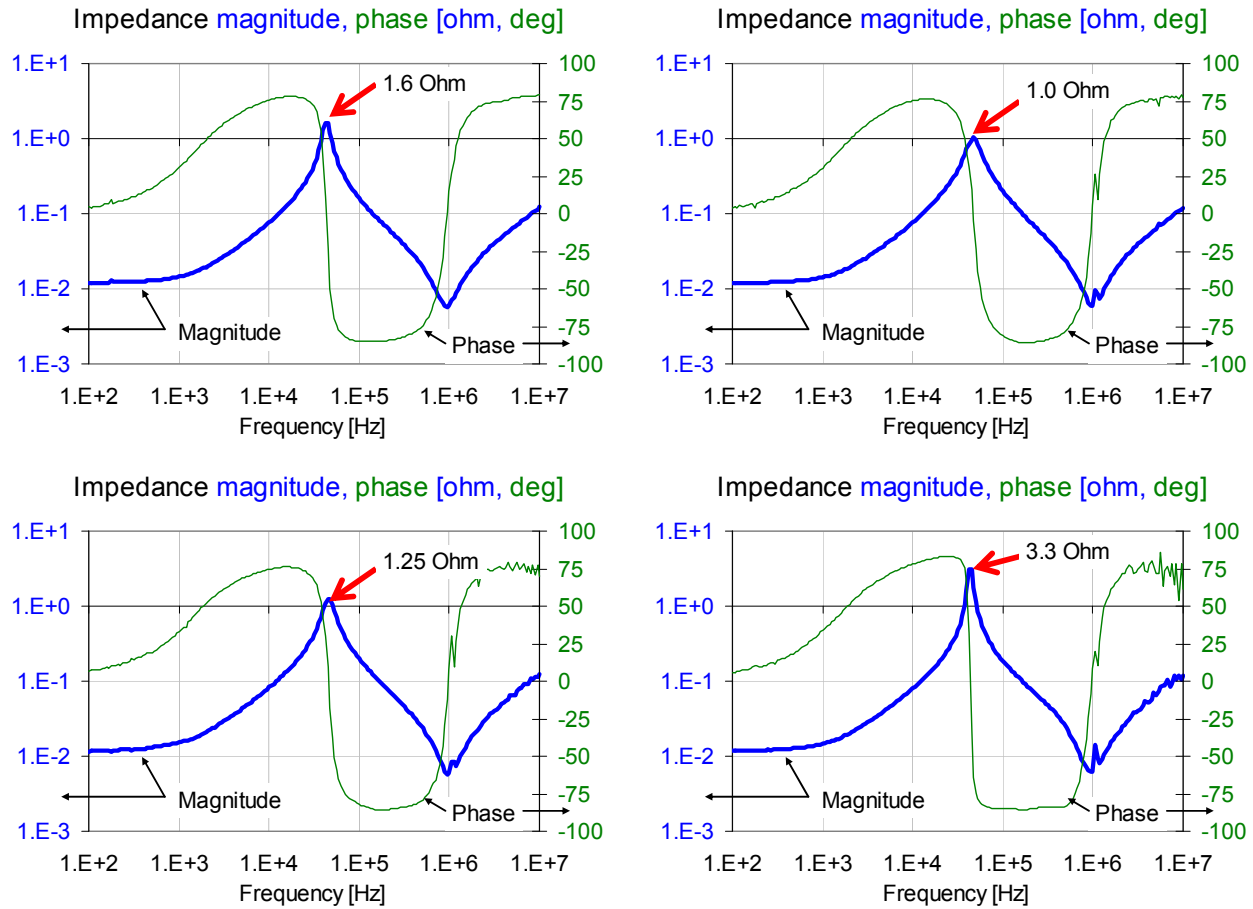 Impedance magnitude, phase [ohm, deg]
1.E+1
1.E+0
1.E-1
1.E-2
1.E-3
100
75
50
25
0
-25
-50
-75
-100
1.6 Ohm
Magnitude
Phase
1.E+2 1.E+3 1.E+4 1.E+5 1.E+6 1.E+7
Frequency [Hz]
Impedance magnitude, phase [ohm, deg]
1.E+1
1.E+0
1.E-1
1.E-2
1.E-3
100
75
50
25
0
-25
-50
-75
-100
1.0 Ohm
Magnitude
Phase
1.E+2 1.E+3 1.E+4 1.E+5 1.E+6 1.E+7
Frequency [Hz]
Impedance magnitude, phase [ohm, deg]
1.E+1
1.E+0
1.E-1
1.E-2
1.E-3
100
75
50
25
0
-25
-50
-75
-100
1.25 Ohm
Magnitude
Phase
1.E+2 1.E+3 1.E+4 1.E+5 1.E+6 1.E+7
Frequency [Hz]
Impedance magnitude, phase [ohm, deg]
1.E+1
1.E+0
1.E-1
1.E-2
1.E-3
100
75
50
25
0
-25
-50
-75
-100
3.3 Ohm
Magnitude
Phase
1.E+2 1.E+3 1.E+4 1.E+5 1.E+6 1.E+7
Frequency [Hz]